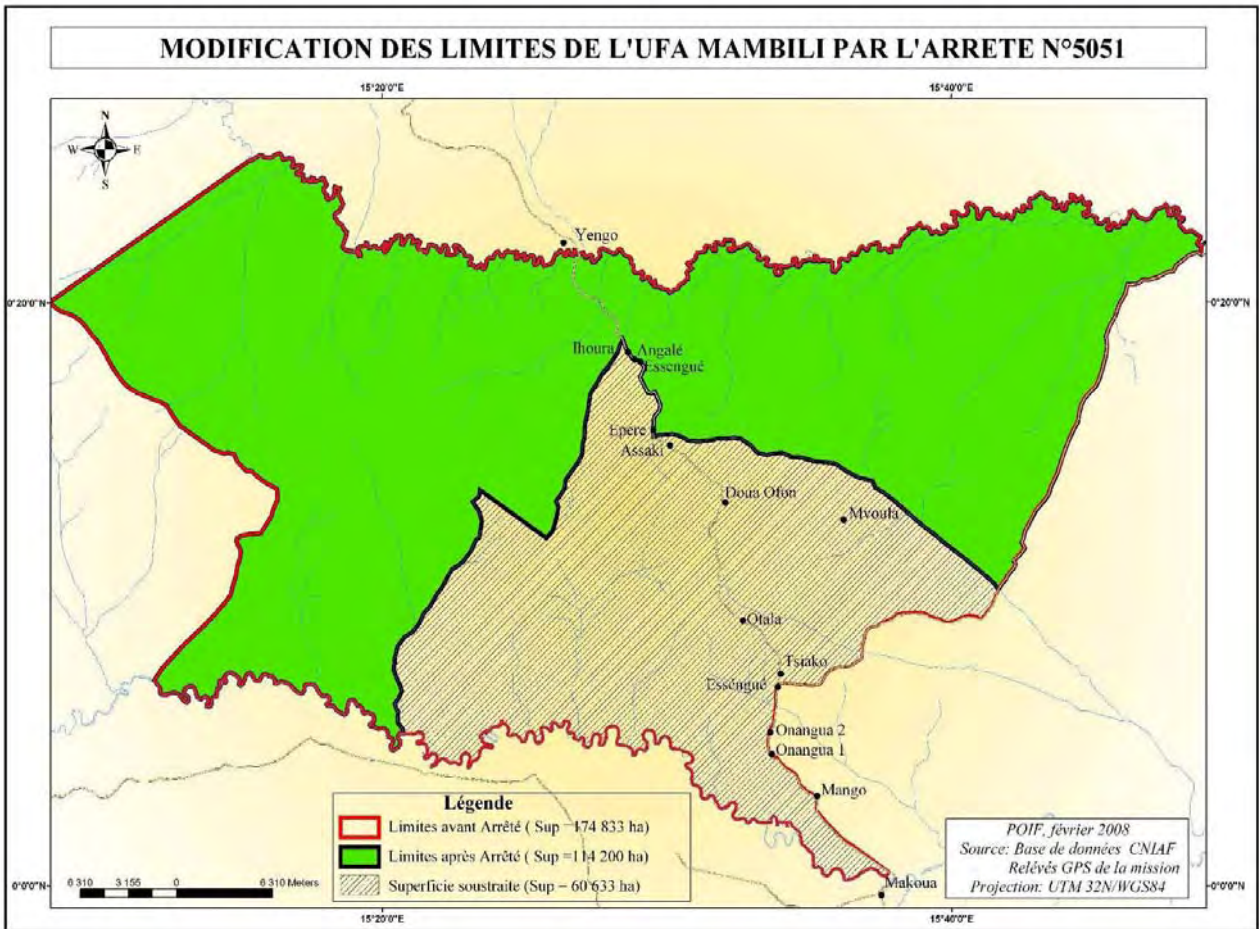 MODIFICATION DES LIMITES DE L'UFA MAMBILI PAR L'ARRETE N°5051
15°20'0"E
15°40'0"E
N
W E
S
Yengo
0°20'0"N
0°20'0"N
Ihoura
Angalé
Essengué
Epere
Assaki
Doua Ofon
Mvoula
Olala
Tsiako
Esséngué
Onangua 2
Onangua 1
Mango
Makoua
Légende
Limites avant Arrêté ( Sup =174 833 ha)
Limites après Arrêté ( Sup =114 200 ha)
Superficie soustraite (Sup = 60 633 ha)
6 310 3 155 0 6 310 Meters
POIF, février 2008
Source: Base de données CNIAF
Relévés GPS de la mission
Projection: UTM 32N/WGS84
0°0'0"N
0°0'0"N
15°20'0"E
15°40'0"E